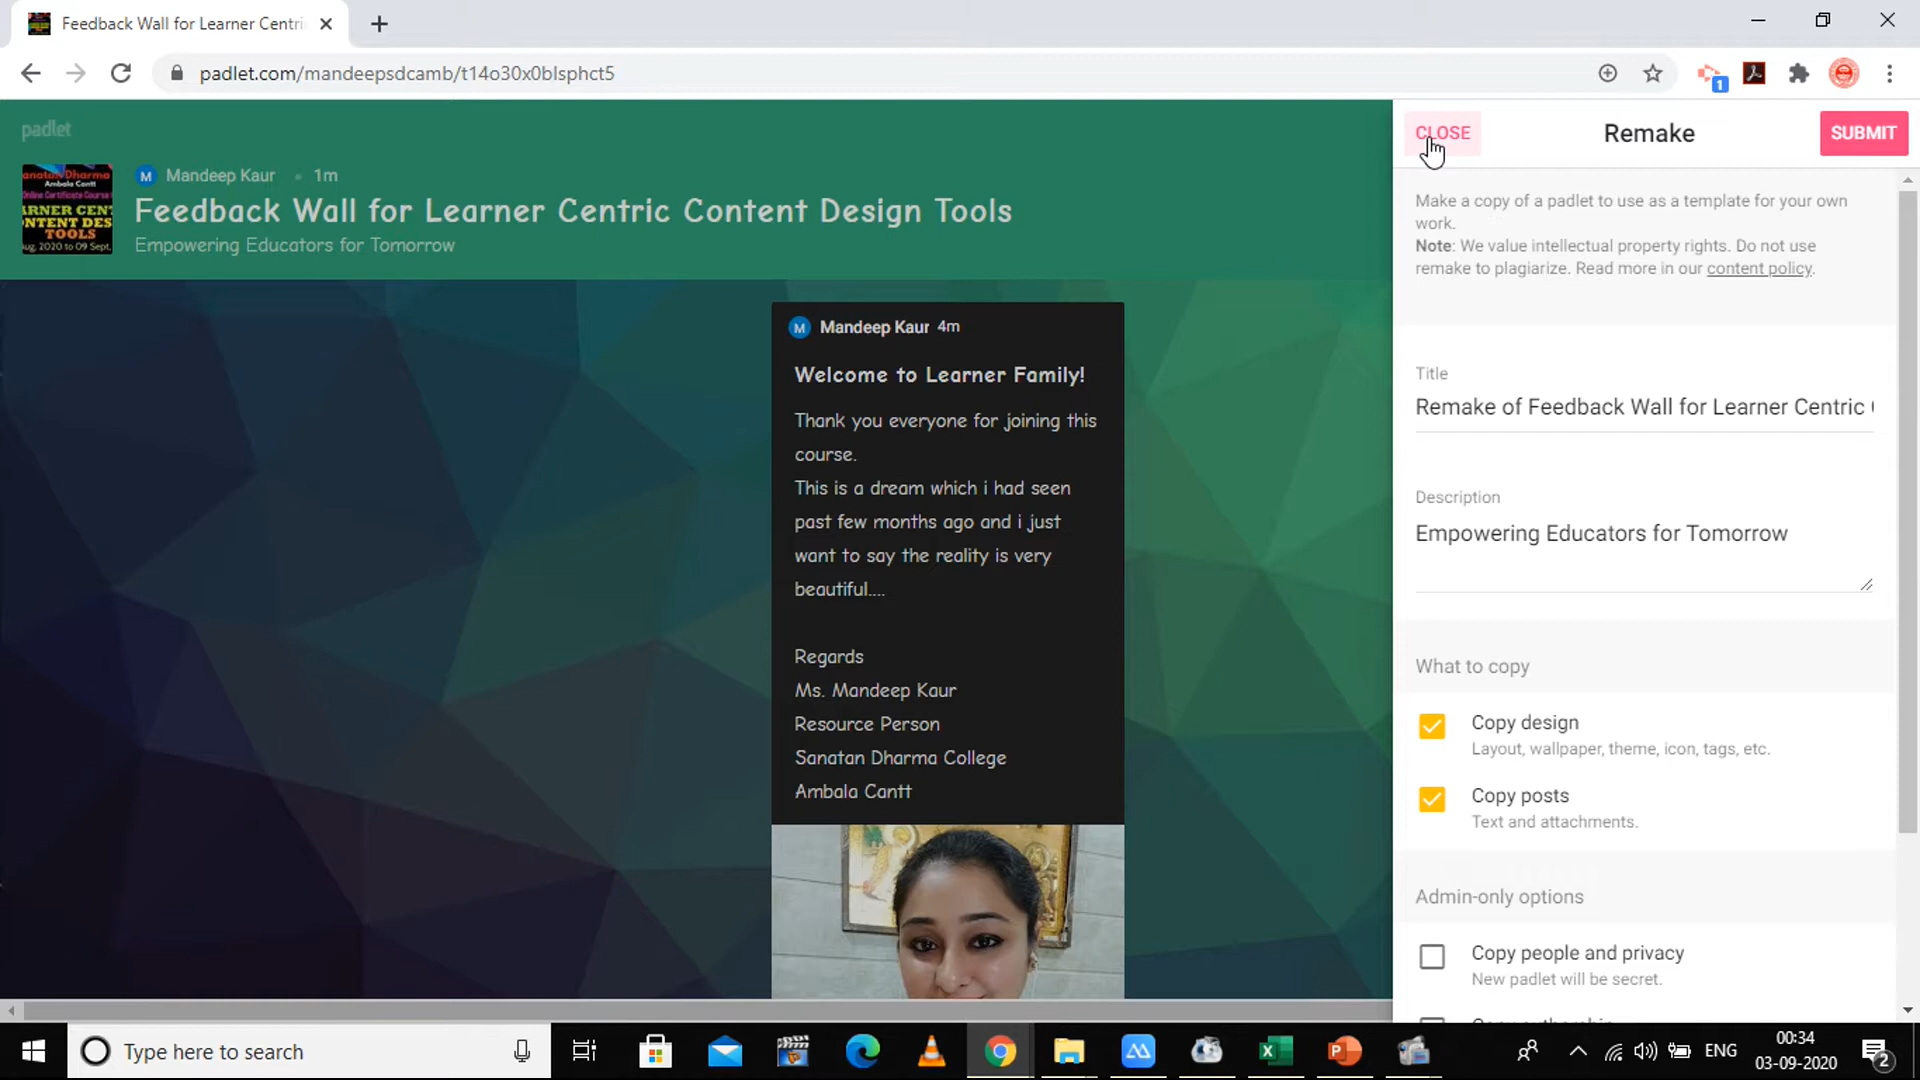 Feedback Wall for Learner Centri
padlet.com/mandeepsdcamb/t14o30x0blsphct5
1
padlet
Mandeep Kaur • 1m
Feedback Wall for Learner Centric Content Design Tools
Empowering Educators for Tomorrow
Ambala Cantt
TOOLS
M Mandeep Kaur 4m
Welcome to Learner Family!
Thank you everyone for joining this
course.
This is a dream which i had seen
past few months ago and i just
want to say the reality is very
beautiful....
Regards
Ms. Mandeep Kaur
Resource Person
Sanatan Dharma College
Ambala Cantt
CLOSE
Remake
SUBMIT
Make a copy of a padlet to use as a template for your own
work.
Note: We value intellectual property rights. Do not use
remake to plagiarize. Read more in our content policy.
Title
Remake of Feedback Wall for Learner Centric
Description
Empowering Educators for Tomorrow
What to copy
Copy design
Layout, wallpaper, theme, icon, tags, etc.
Copy posts
Text and attachments.
Admin-only options
Copy people and privacy
New padlet will be secret.
Type here to search
ENG
00:34
03-09-2020
2